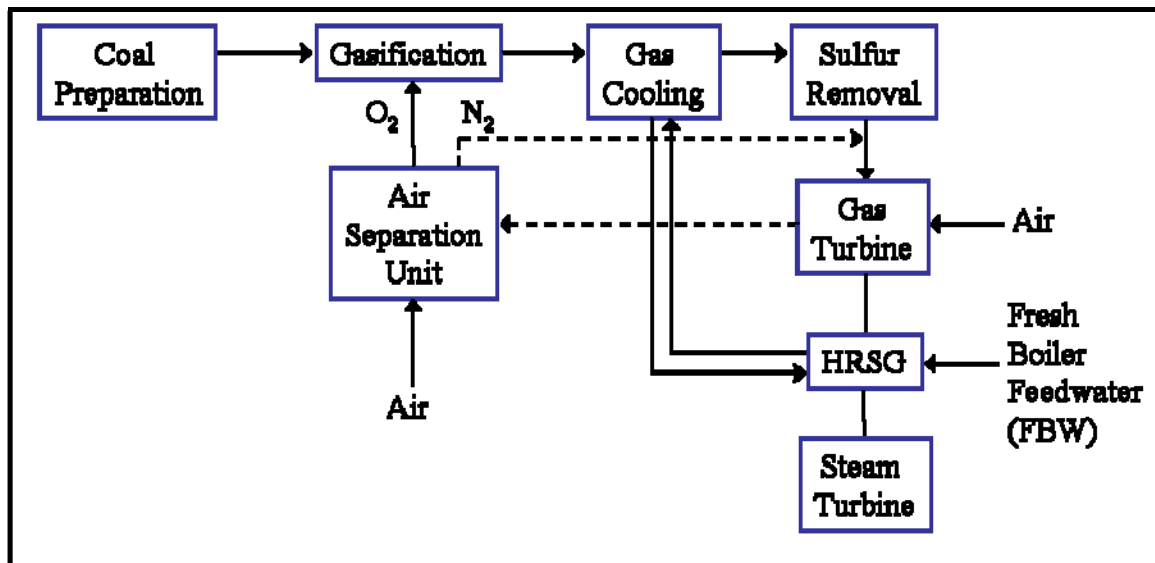 Coal
Preparation
Gasification
Gas
Cooling
Sulfur
Removal
O₂
N₂
Air
Separation
Unit
Gas
Turbine
Air
Air
HRSG
Fresh
Boiler
Feedwater
(FBW)
Steam
Turbine